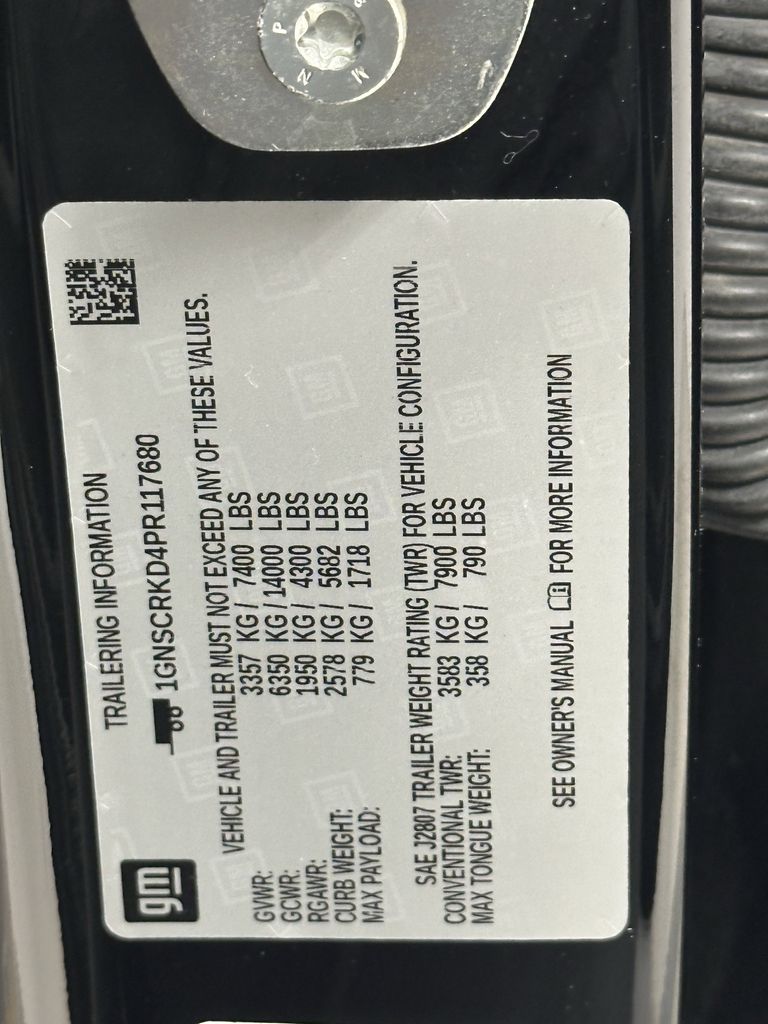 P
N
M
gm
TRAILERING INFORMATION
1GNSCRKD4PR117680
VEHICLE AND TRAILER MUST NOT EXCEED ANY OF THESE VALUES.
GVWR: 3357 KG / 7400 LBS
GCWR: 6350 KG / 14000 LBS
RGAWR: 1950 KG / 4300 LBS
CURB WEIGHT: 2578 KG / 5682 LBS
MAX PAYLOAD: 779 KG / 1718 LBS
SAE J2807 TRAILER WEIGHT RATING (TWR) FOR VEHICLE CONFIGURATION.
CONVENTIONAL TWR: 3583 KG / 7900 LBS
MAX TONGUE WEIGHT: 358 KG / 790 LBS
SEE OWNER'S MANUAL FOR MORE INFORMATION